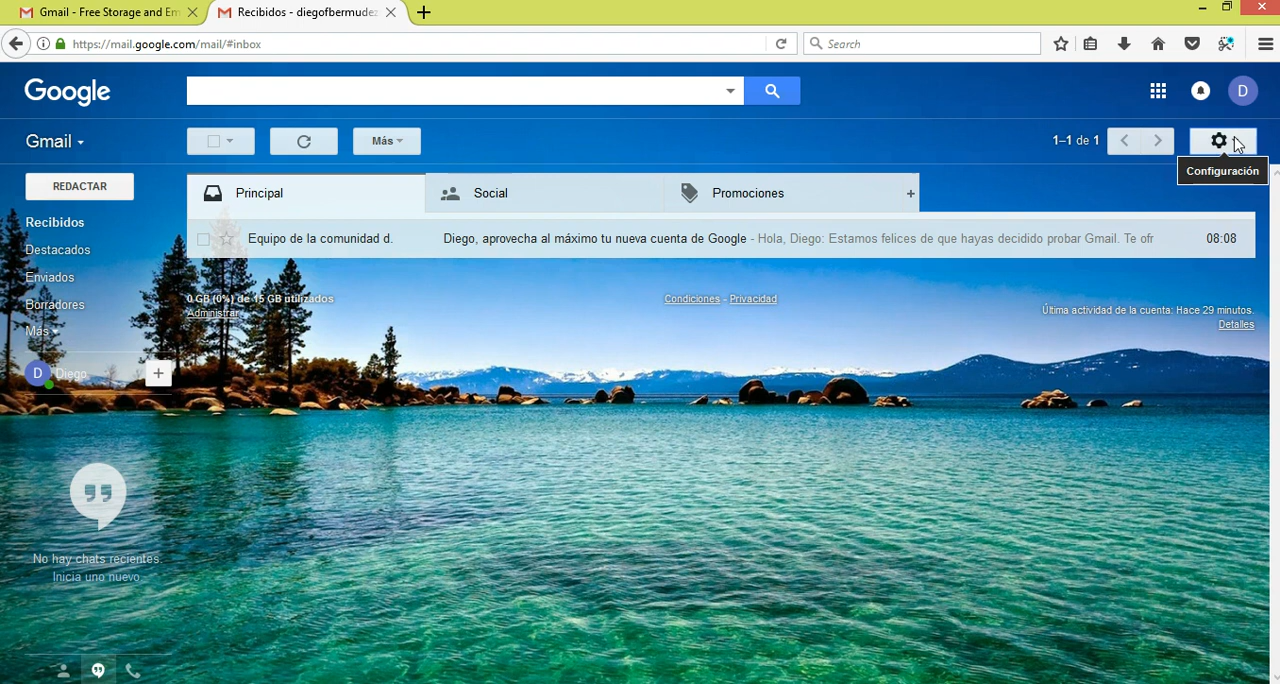 Gmail - Free Storage and Em
Recibidos - diegofbermudez
https://mail.google.com/mail/#inbox
Search
Google
D
Gmail
Más
1–1 de 1
Configuración
REDACTAR
Principal
Social
Promociones
+
Recibidos
Equipo de la comunidad d.
Diego, aprovecha al máximo tu nueva cuenta de Google - Hola, Diego: Estamos felices de que hayas decidido probar Gmail. Te ofr
08:08
Destacados
Enviados
Borradores
Más
0 GB (0%) de 15 GB utilizados
Administrar
Condiciones - Privacidad
Última actividad de la cuenta: Hace 29 minutos.
Detalles
D
Diego
+
No hay chats recientes.
Inicia uno nuevo.